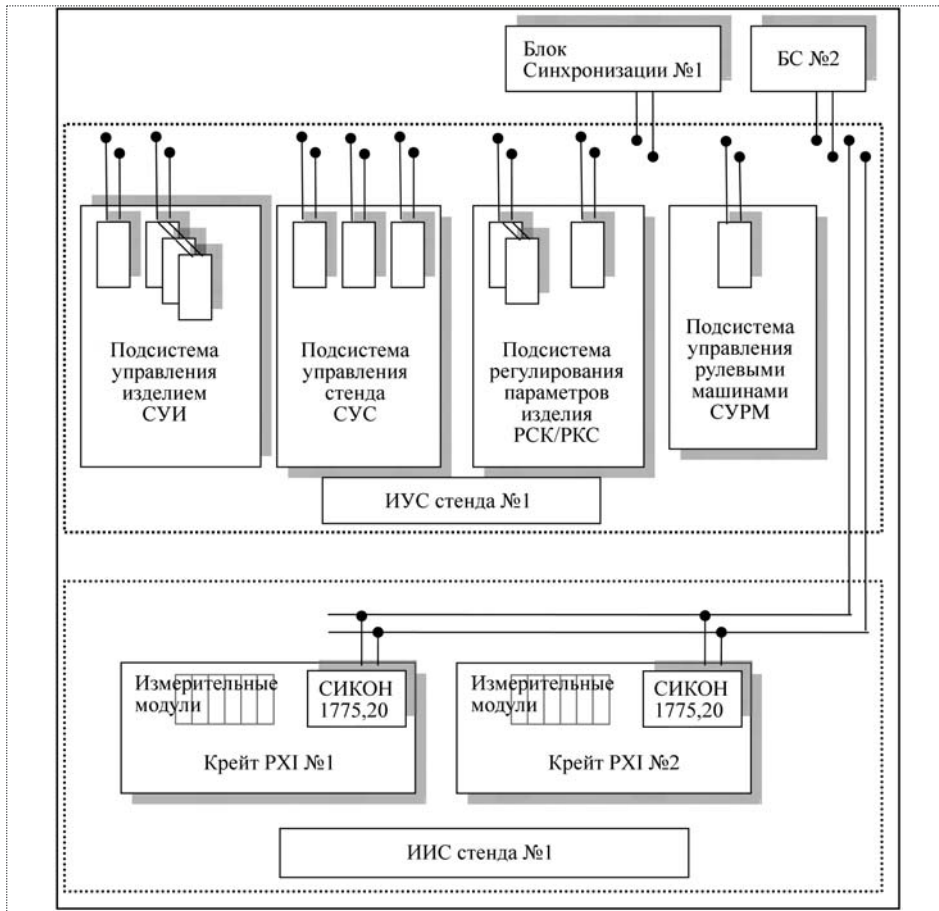 Блок
Синхронизации №1
БС №2
Подсистема
управления
изделием
СУИ
Подсистема
управления
стенда
СУС
Подсистема
регулирования
параметров
изделия
РСК/РКС
Подсистема
управления
рулевыми
машинами
СУРМ
ИУС стенда №1
Измерительные
модули
СИКОН
1775,20
Крейт PXI №1
Измерительные
модули
СИКОН
1775,20
Крейт PXI №2
ИИС стенда №1